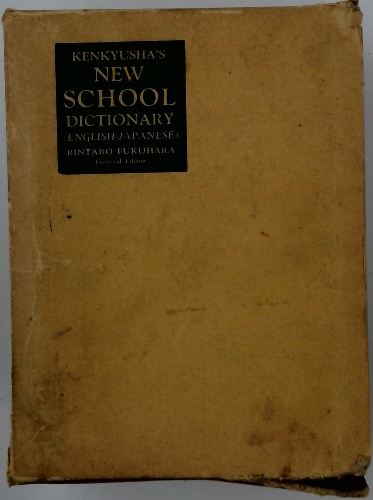 KENKYUSHA'S
NEW
SCHOOL
DICTIONARY
(ENGLISH-JAPANESE)
RINTARO FUKUHARA
General Editor